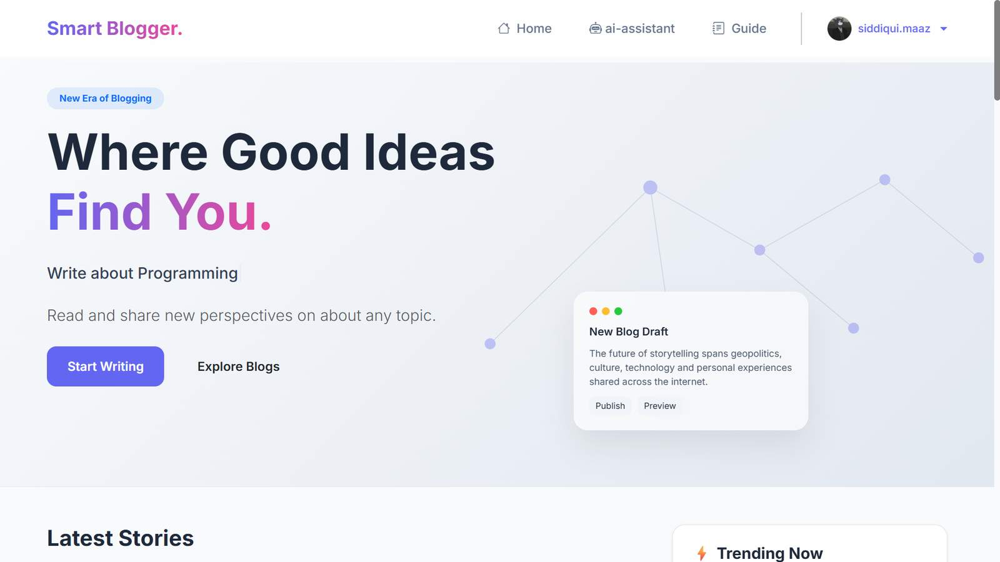 Smart Blogger.
Home
ai-assistant
Guide
siddiqui.maaz
New Era of Blogging
Where Good Ideas
Find You.
Write about Programming
Read and share new perspectives on about any topic.
Start Writing
Explore Blogs
New Blog Draft
The future of storytelling spans geopolitics,
culture, technology and personal experiences
shared across the internet.
Publish
Preview
Latest Stories
Trending Now